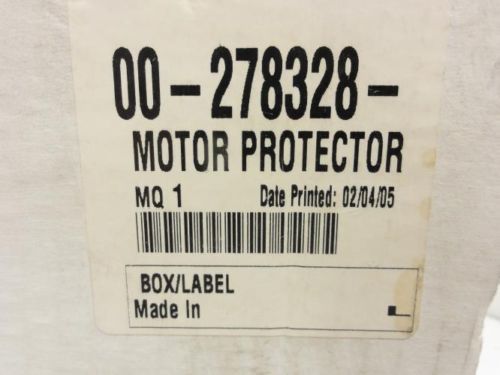 00-278328-
MOTOR PROTECTOR
MQ 1 Date Printed: 02/04/05
BOX/LABEL
Made In L